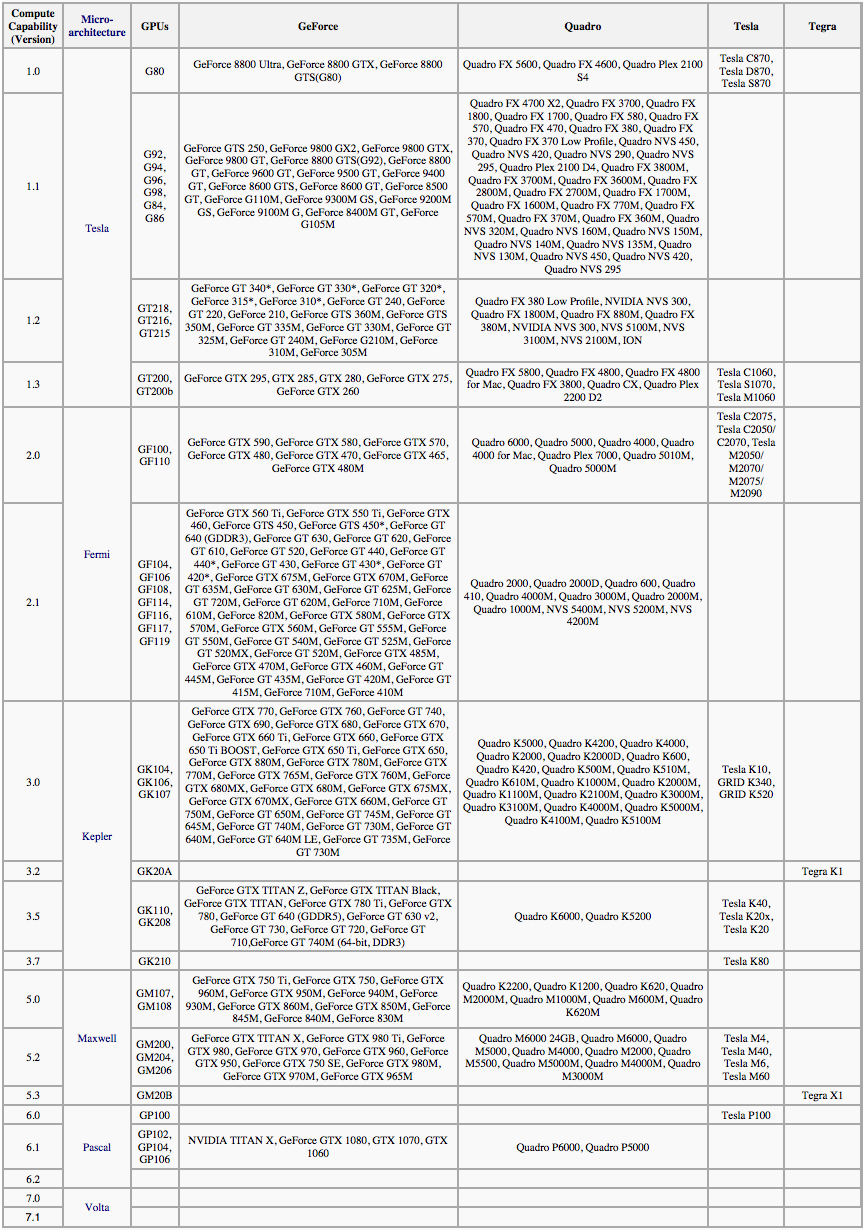 Compute
Capability
(Version)
Micro-
architecture
GPUs
GeForce
Quadro
Tesla
Tegra
1.0
Tesla
G80
GeForce 8800 Ultra, GeForce 8800 GTX, GeForce 8800
GTS(G80)
Quadro FX 5600, Quadro FX 4600, Quadro Plex 2100
S4
Tesla C870,
Tesla D870,
Tesla S870
1.1
G92,
G94,
G96,
G98,
G84,
G86
GeForce GTS 250, GeForce 9800 GX2, GeForce 9800 GTX,
GeForce 9800 GT, GeForce 8800 GTS(G92), GeForce 8800
GT, GeForce 9600 GT, GeForce 9500 GT, GeForce 9400
GT, GeForce 8600 GTS, GeForce 8600 GT, GeForce 8500
GT, GeForce G110M, GeForce 9300M GS, GeForce 9200M
GS, GeForce 9100M G, GeForce 8400M GT, GeForce
G105M
Quadro FX 4700 X2, Quadro FX 3700, Quadro FX
1800, Quadro FX 1700, Quadro FX 580, Quadro FX
570, Quadro FX 470, Quadro FX 380, Quadro FX
370, Quadro FX 370 Low Profile, Quadro NVS 450,
Quadro NVS 420, Quadro NVS 290, Quadro NVS
295, Quadro Plex 2100 D4, Quadro FX 3800M,
Quadro FX 3700M, Quadro FX 3600M, Quadro FX
2800M, Quadro FX 2700M, Quadro FX 1700M,
Quadro FX 1600M, Quadro FX 770M, Quadro FX
570M, Quadro FX 370M, Quadro FX 360M, Quadro
NVS 320M, Quadro NVS 160M, Quadro NVS 150M,
Quadro NVS 140M, Quadro NVS 135M, Quadro
NVS 130M, Quadro NVS 450, Quadro NVS 420,
Quadro NVS 295
1.2
GT218,
GT216,
GT215
GeForce GT 340*, GeForce GT 330*, GeForce GT 320*,
GeForce 315*, GeForce 310*, GeForce GT 240, GeForce
GT 220, GeForce 210, GeForce GTS 360M, GeForce GTS
350M, GeForce GT 335M, GeForce GT 330M, GeForce GT
325M, GeForce GT 240M, GeForce G210M, GeForce
310M, GeForce 305M
Quadro FX 380 Low Profile, NVIDIA NVS 300,
Quadro FX 1800M, Quadro FX 880M, Quadro FX
380M, NVIDIA NVS 300, NVS 5100M, NVS
3100M, NVS 2100M, ION
1.3
GT200,
GT200b
GeForce GTX 295, GTX 285, GTX 280, GeForce GTX 275,
GeForce GTX 260
Quadro FX 5800, Quadro FX 4800, Quadro FX 4800
for Mac, Quadro FX 3800, Quadro CX, Quadro Plex
2200 D2
Tesla C1060,
Tesla S1070,
Tesla M1060
2.0
Fermi
GF100,
GF110
GeForce GTX 590, GeForce GTX 580, GeForce GTX 570,
GeForce GTX 480, GeForce GTX 470, GeForce GTX 465,
GeForce GTX 480M
Quadro 6000, Quadro 5000, Quadro 4000, Quadro
4000 for Mac, Quadro Plex 7000, Quadro 5010M,
Quadro 5000M
Tesla C2075,
Tesla C2050/
C2070, Tesla
M2050/
M2070/
M2075/
M2090
2.1
GF104,
GF106
GF108,
GF114,
GF116,
GF117,
GF119
GeForce GTX 560 Ti, GeForce GTX 550 Ti, GeForce GTX
460, GeForce GTS 450, GeForce GTS 450*, GeForce GT
640 (GDDR3), GeForce GT 630, GeForce GT 620, GeForce
GT 610, GeForce GT 520, GeForce GT 440, GeForce GT
440*, GeForce GT 430, GeForce GT 430*, GeForce GT
420*, GeForce GTX 675M, GeForce GTX 670M, GeForce
GT 635M, GeForce GT 630M, GeForce GT 625M, GeForce
GT 720M, GeForce GT 620M, GeForce 710M, GeForce
610M, GeForce 820M, GeForce GTX 580M, GeForce GTX
570M, GeForce GTX 560M, GeForce GT 555M, GeForce
GT 550M, GeForce GT 540M, GeForce GT 525M, GeForce
GT 520MX, GeForce GT 520M, GeForce GTX 485M,
GeForce GTX 470M, GeForce GTX 460M, GeForce GT
445M, GeForce GT 435M, GeForce GT 420M, GeForce GT
415M, GeForce 710M, GeForce 410M
Quadro 2000, Quadro 2000D, Quadro 600, Quadro
410, Quadro 4000M, Quadro 3000M, Quadro 2000M,
Quadro 1000M, NVS 5400M, NVS 5200M, NVS
4200M
3.0
Kepler
GK104,
GK106,
GK107
GeForce GTX 770, GeForce GTX 760, GeForce GT 740,
GeForce GTX 690, GeForce GTX 680, GeForce GTX 670,
GeForce GTX 660 Ti, GeForce GTX 660, GeForce GTX
650 Ti BOOST, GeForce GTX 650 Ti, GeForce GTX 650,
GeForce GTX 880M, GeForce GTX 780M, GeForce GTX
770M, GeForce GTX 765M, GeForce GTX 760M, GeForce
GTX 680MX, GeForce GTX 680M, GeForce GTX 675MX,
GeForce GTX 670MX, GeForce GTX 660M, GeForce GT
750M, GeForce GT 650M, GeForce GT 745M, GeForce GT
645M, GeForce GT 740M, GeForce GT 730M, GeForce GT
640M, GeForce GT 640M LE, GeForce GT 735M, GeForce
GT 730M
Quadro K5000, Quadro K4200, Quadro K4000,
Quadro K2000, Quadro K2000D, Quadro K600,
Quadro K420, Quadro K500M, Quadro K510M,
Quadro K610M, Quadro K1000M, Quadro K2000M,
Quadro K1100M, Quadro K2100M, Quadro K3000M,
Quadro K3100M, Quadro K4000M, Quadro K5000M,
Quadro K4100M, Quadro K5100M
Tesla K10,
GRID K340,
GRID K520
3.2
GK20A
Tegra K1
3.5
GK110,
GK208
GeForce GTX TITAN Z, GeForce GTX TITAN Black,
GeForce GTX TITAN, GeForce GTX 780 Ti, GeForce GTX
780, GeForce GT 640 (GDDR5), GeForce GT 630 v2,
GeForce GT 730, GeForce GT 720, GeForce GT
710,GeForce GT 740M (64-bit, DDR3)
Quadro K6000, Quadro K5200
Tesla K40,
Tesla K20x,
Tesla K20
3.7
GK210
Tesla K80
5.0
Maxwell
GM107,
GM108
GeForce GTX 750 Ti, GeForce GTX 750, GeForce GTX
960M, GeForce GTX 950M, GeForce 940M, GeForce
930M, GeForce GTX 860M, GeForce GTX 850M, GeForce
845M, GeForce 840M, GeForce 830M
Quadro K2200, Quadro K1200, Quadro K620, Quadro
M2000M, Quadro M1000M, Quadro M600M, Quadro
K620M
5.2
GM200,
GM204,
GM206
GeForce GTX TITAN X, GeForce GTX 980 Ti, GeForce
GTX 980, GeForce GTX 970, GeForce GTX 960, GeForce
GTX 950, GeForce GTX 750 SE, GeForce GTX 980M,
GeForce GTX 970M, GeForce GTX 965M
Quadro M6000 24GB, Quadro M6000, Quadro
M5000, Quadro M4000, Quadro M2000, Quadro
M5500, Quadro M5000M, Quadro M4000M, Quadro
M3000M
Tesla M4,
Tesla M40,
Tesla M6,
Tesla M60
5.3
GM20B
Tegra X1
6.0
Pascal
GP100
Tesla P100
6.1
GP102,
GP104,
GP106
NVIDIA TITAN X, GeForce GTX 1080, GTX 1070, GTX
1060
Quadro P6000, Quadro P5000
6.2
7.0
Volta
7.1